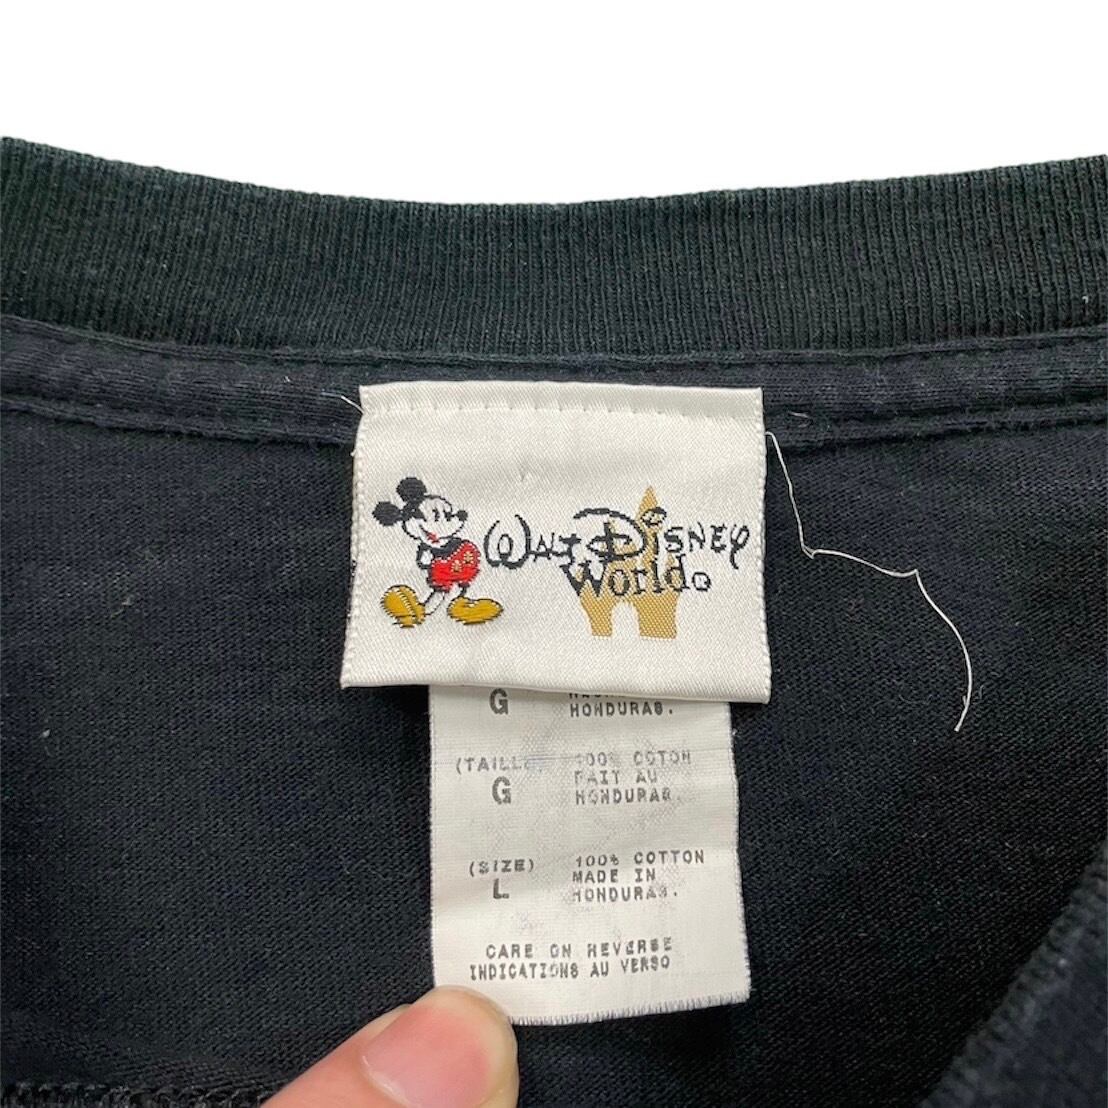 WALT DISNEY
World®
G
HONDURAS.
(TAILLE 100% COTON
G FAIT AU
HONDURAS.
(SIZE) 100% COTTON
L MADE IN
HONDURAS.
CARE ON REVERSE
INDICATIONS AU VERSO